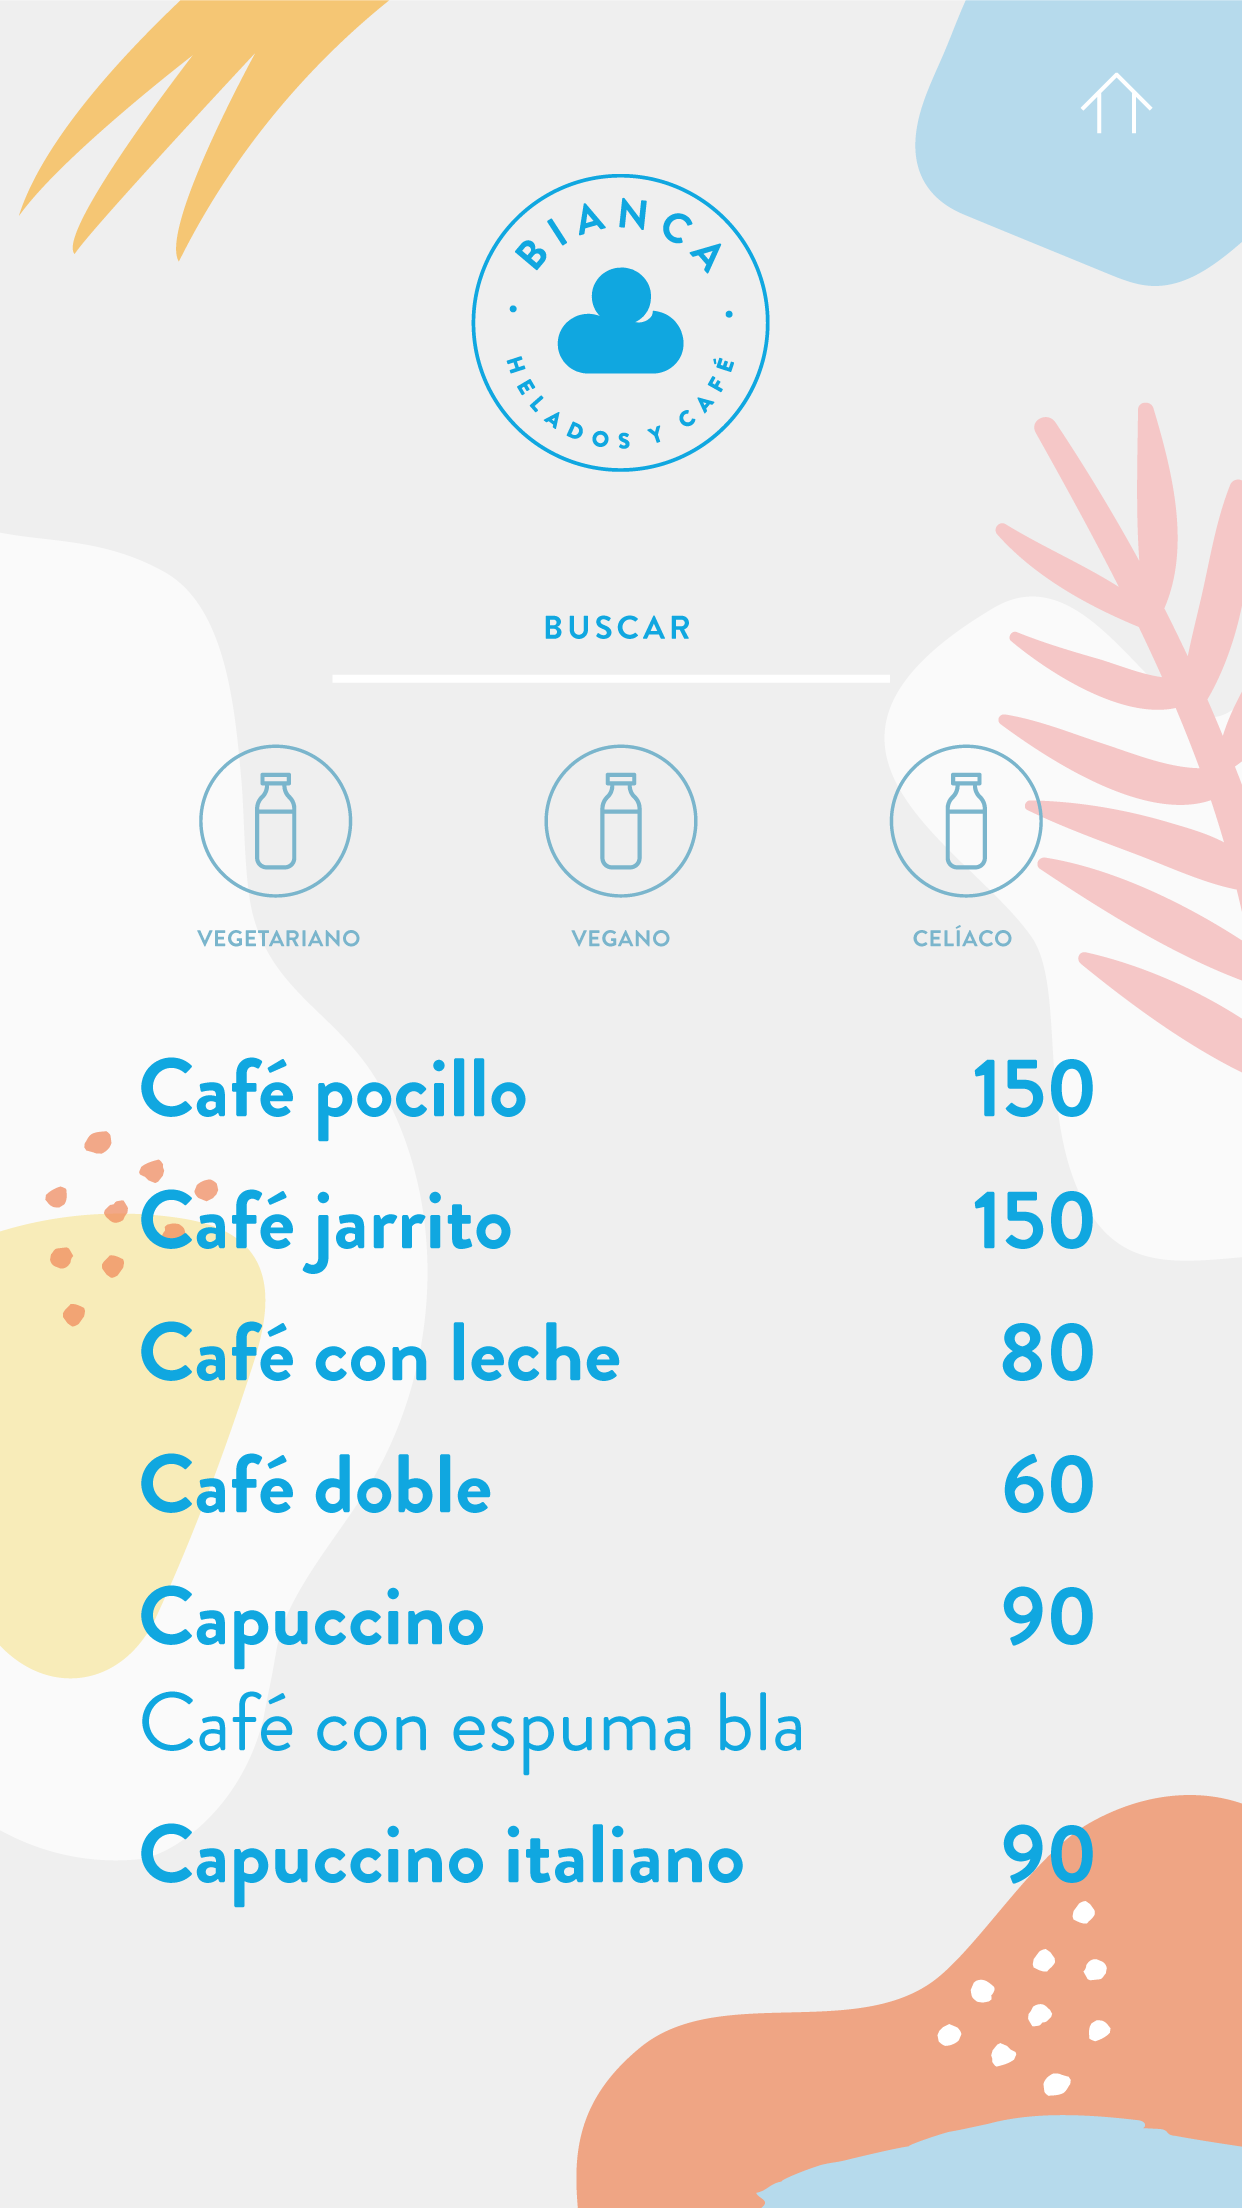 BIANCA
HELADOS Y CAFÉ
BUSCAR
VEGETARIANO VEGANO CELÍACO
Café pocillo 150
Café jarrito 150
Café con leche 80
Café doble 60
Capuccino 90
Café con espuma bla
Capuccino italiano 90